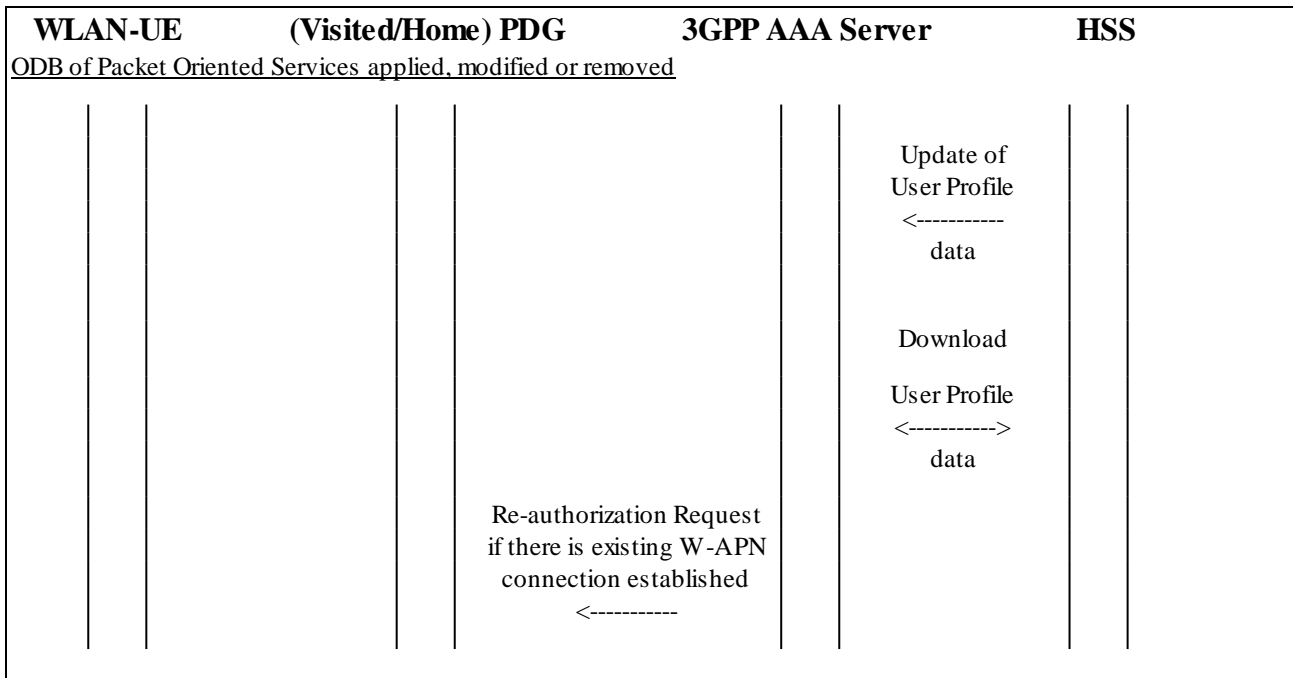 WLAN-UE (Visited/Home) PDG 3GPP AAA Server HSS
ODB of Packet Oriented Services applied, modified or removed
Update of
User Profile
<-----------
data
Download
User Profile
<----------->
data
Re-authorization Request
if there is existing W-APN
connection established
<-----------